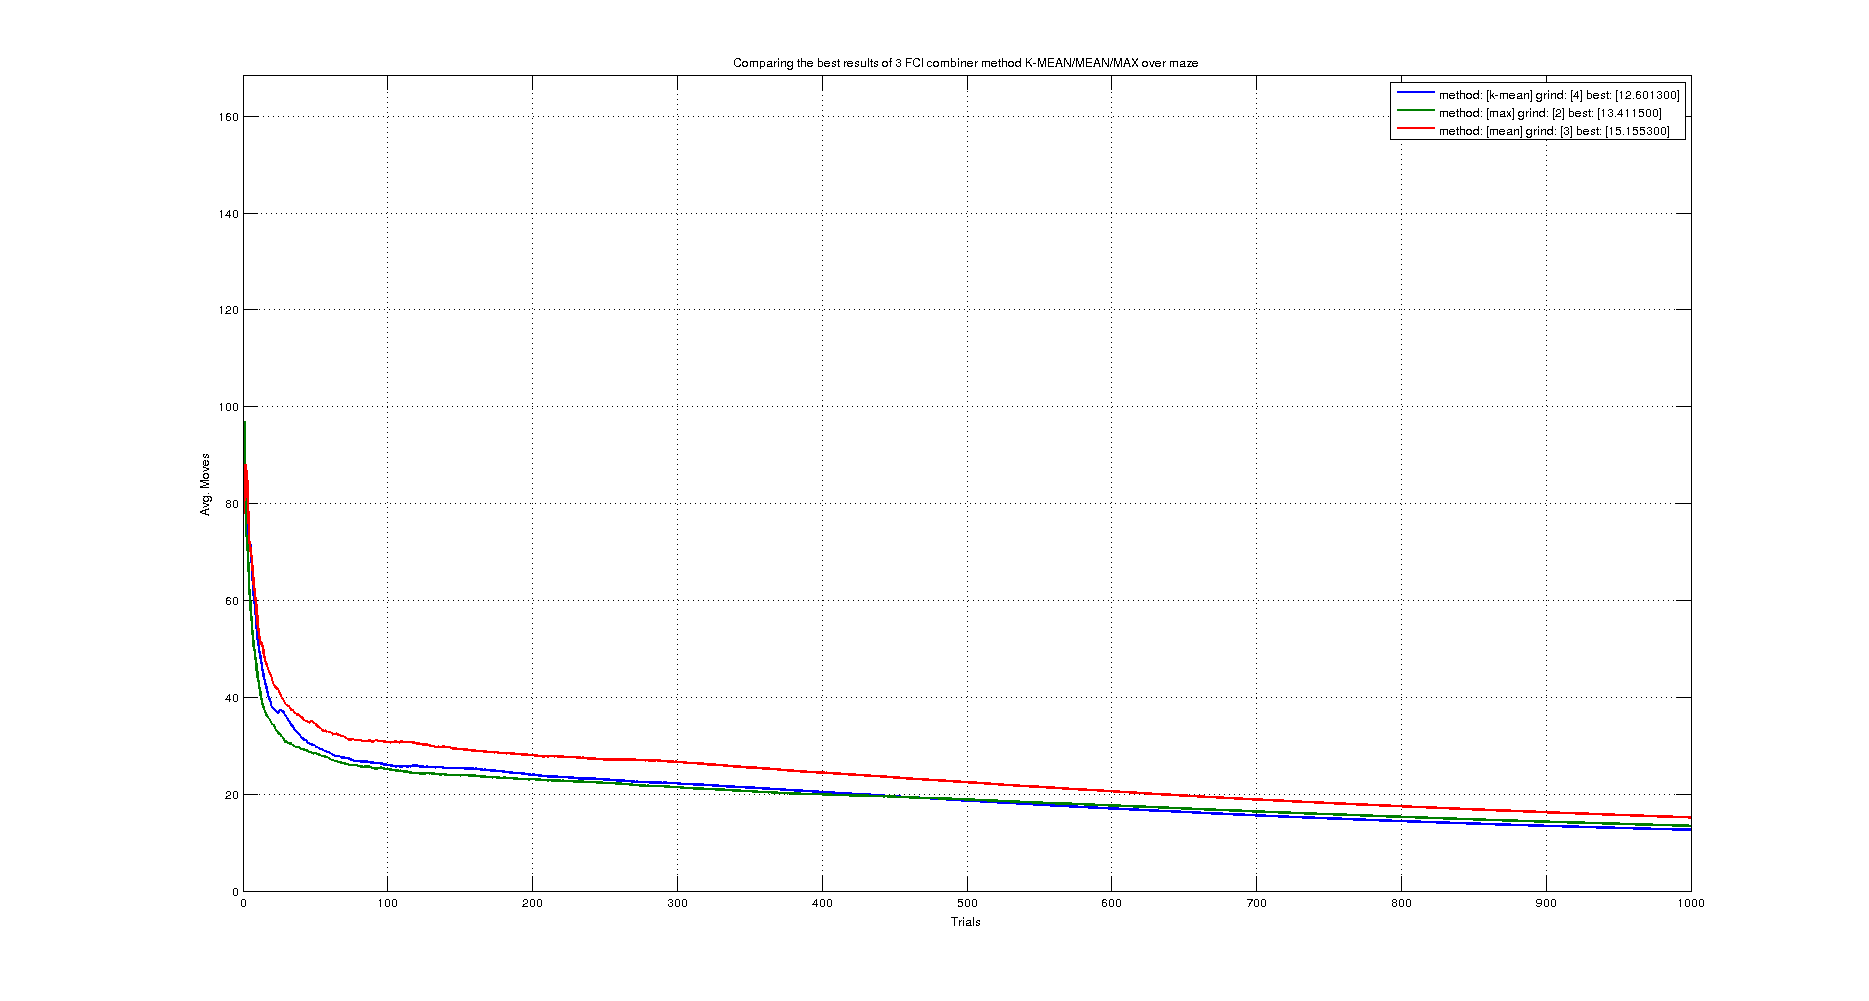 Comparing the best results of 3 FCI combiner method K-MEAN/MEAN/MAX over maze
method: [k-mean] grind: [4] best: [12.601300]
method: [max] grind: [2] best: [13.411500]
method: [mean] grind: [3] best: [15.155300]
160
140
120
100
80
60
40
20
0
Avg. Moves
0 100 200 300 400 500 600 700 800 900 1000
Trials